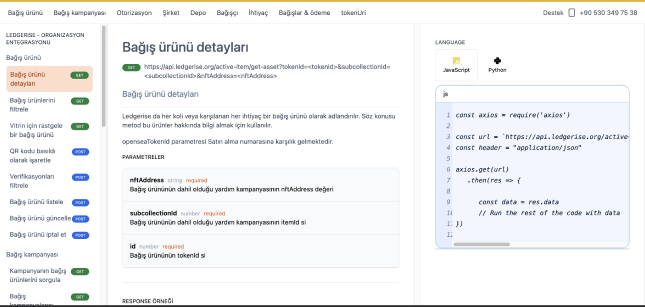 Bağış ürünü Bağış kampanyası Otorizasyon Şirket Depo Bağışçı İhtiyaç Bağışlar & ödeme tokenUri Destek +90 530 349 75 38
LEDGERISE - ORGANİZASYON
ENTEGRASYONU
Bağış ürünü
Bağış ürünü
detayları
GET
Bağış ürünlerini
filtrele
GET
Vitrin için rastgele
bir bağış ürünü
GET
QR kodu basıldı
olarak işaretle
POST
Verifikasyonları
filtrele
POST
Bağış ürünü listele POST
Bağış ürünü güncelle POST
Bağış ürünü iptal et POST
Bağış kampanyası
Kampanyanın bağış
ürünlerini sorgula
GET
Bağış
GET
Bağış ürünü detayları
GET https://api.ledgerise.org/active-item/get-asset?tokenId=<tokenId>&subcollectionId=
<subcollectionId>&nftAddress=<nftAddress>
Bağış ürünü detayları
Ledgerise da her koli veya karşılanan her ihtiyaç bir bağış ürünü olarak adlandırılır. Söz konusu
metod bu ürünler hakkında bilgi almak için kullanılır.
openseaTokenId parametresi Satın alma numarasına karşılık gelmektedir.
PARAMETRELER
nftAddress string required
Bağış ürününün dahil olduğu yardım kampanyasının nftAddress değeri
subcollectionId number required
Bağış ürününün dahil olduğu yardım kampanyasının itemId si
id number required
Bağış ürününün tokenId si
RESPONSE ÖRNEĞİ
LANGUAGE
JavaScript Python
js
1 const axios = require('axios')
2
3 const url = `https://api.ledgerise.org/active-
4 const header = "application/json"
5
6 axios.get(url)
7 .then(res => {
8
9 const data = res.data
10 // Run the rest of the code with data
11 })
12